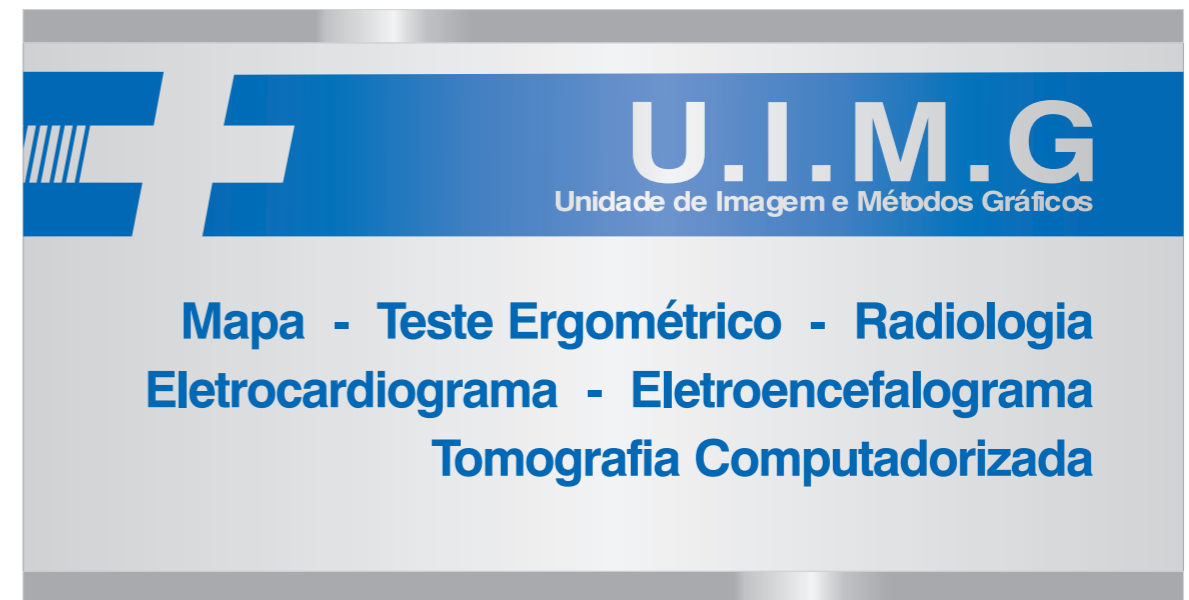 U.I.M.G
Unidade de Imagem e Métodos Gráficos
Mapa - Teste Ergométrico - Radiologia
Eletrocardiograma - Eletroencefalograma
Tomografia Computadorizada